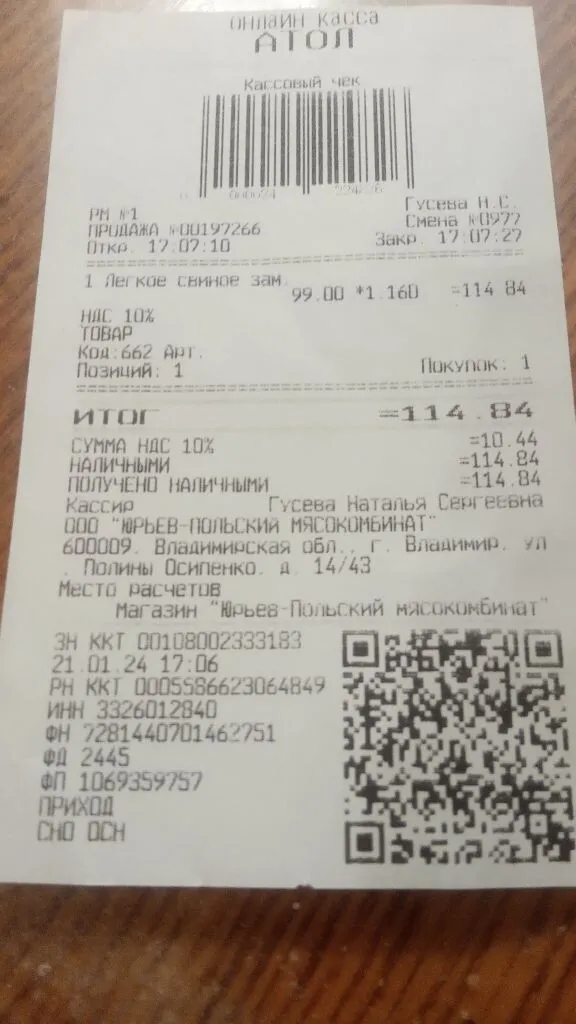 ОНЛАЙН КАССА
АТОЛ
Кассовый чек
РМ №1 Гусева Н.С.
ПРОДАЖА №00197266 Смена №0977
Откр. 17:07:10 Закр. 17:07:27
1 Легкое свиное зам.
99.00 *1.160 =114.84
НДС 10%
ТОВАР
Код:662 Арт.
Позиций: 1 Покупок: 1
ИТОГ =114.84
СУММА НДС 10% =10.44
НАЛИЧНЫМИ =114.84
ПОЛУЧЕНО НАЛИЧНЫМИ =114.84
Кассир Гусева Наталья Сергеевна
ООО "ЮРЬЕВ-ПОЛЬСКИЙ МЯСОКОМБИНАТ"
600009, Владимирская обл., г. Владимир, ул
. Полины Осипенко, д. 14/43
Место расчетов
Магазин "Юрьев-Польский мясокомбинат"
ЗН ККТ 00108002333183
21.01.24 17:06
РН ККТ 0005586623064849
ИНН 3326012840
ФН 7281440701462751
ФД 2445
ФП 1069359757
ПРИХОД
СНО ОСН